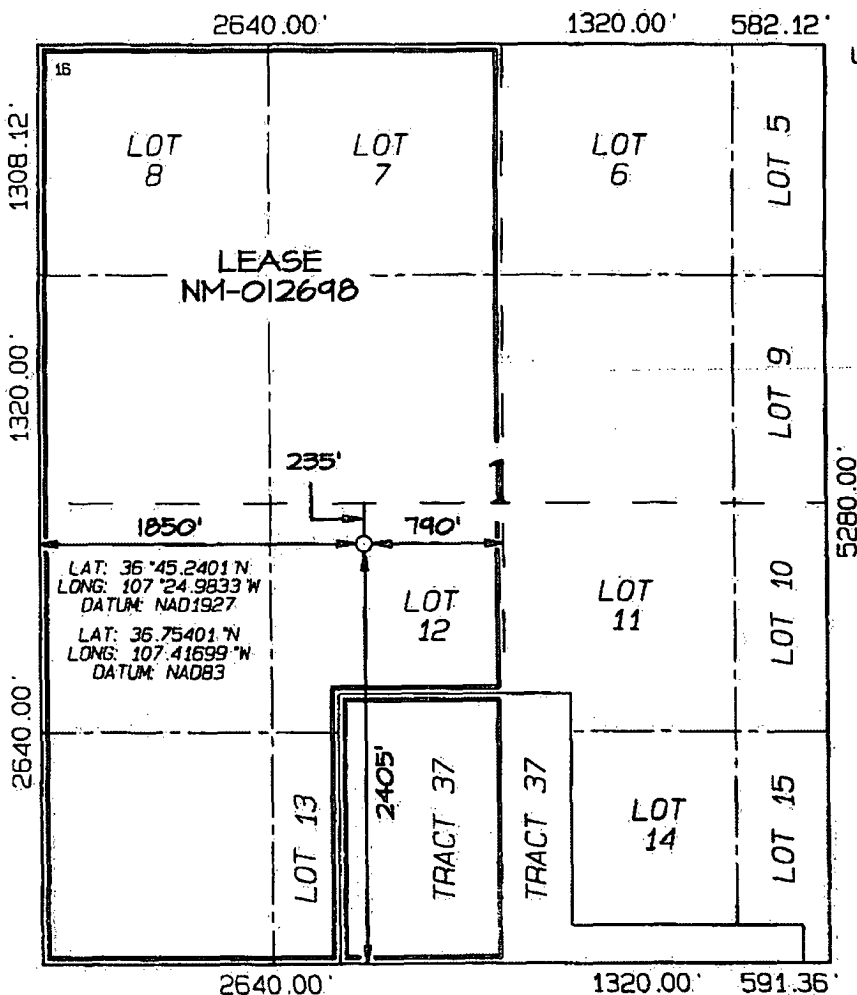 2640.00'
1320.00'
582.12'
16
1308.12'
LOT
8
LOT
7
LOT
6
LOT 5
LEASE
NM-012698
1320.00'
LOT 9
235'
1
5280.00'
1850'
790'
LAT: 36°45.2401'N
LONG: 107°24.9833'W
DATUM: NAD1927
LAT: 36.75401°N
LONG: 107.41699°W
DATUM: NAD83
LOT
12
LOT
11
LOT 10
2640.00'
2405'
LOT 13
TRACT 37
TRACT 37
LOT
14
LOT 15
2640.00'
1320.00'
591.36'